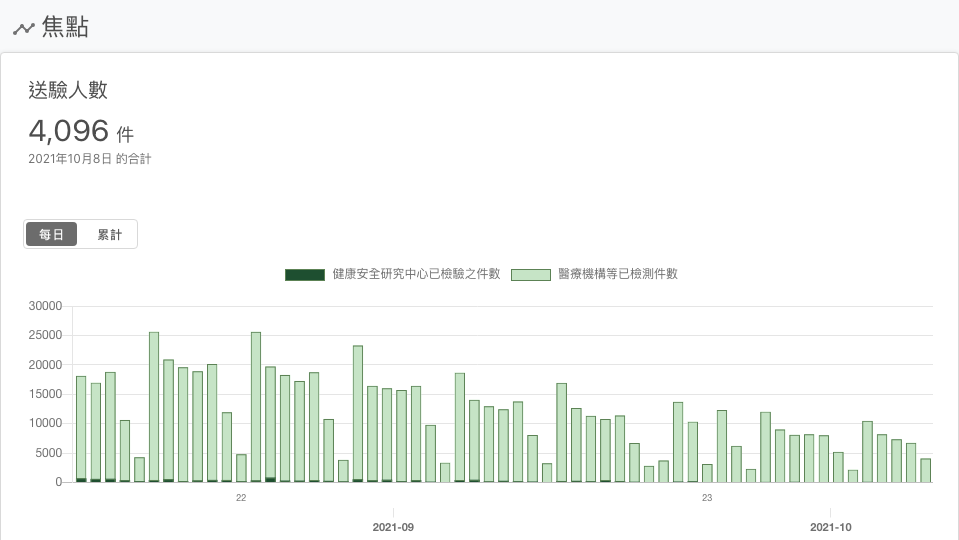 焦點
送驗人數
4,096 件
2021年10月8日 的合計
每日 累計
健康安全研究中心已檢驗之件數 醫療機構等已檢測件數
30000
25000
20000
15000
10000
5000
0
22 23
2021-09 2021-10